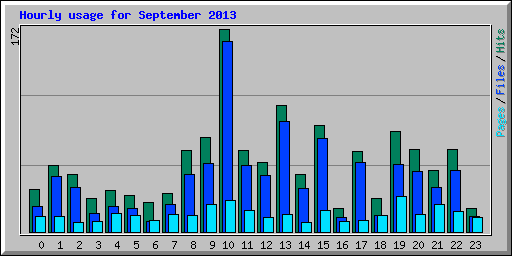 Hourly usage for September 2013
172
Pages/Files/Hits
0 1 2 3 4 5 6 7 8 9 10 11 12 13 14 15 16 17 18 19 20 21 22 23